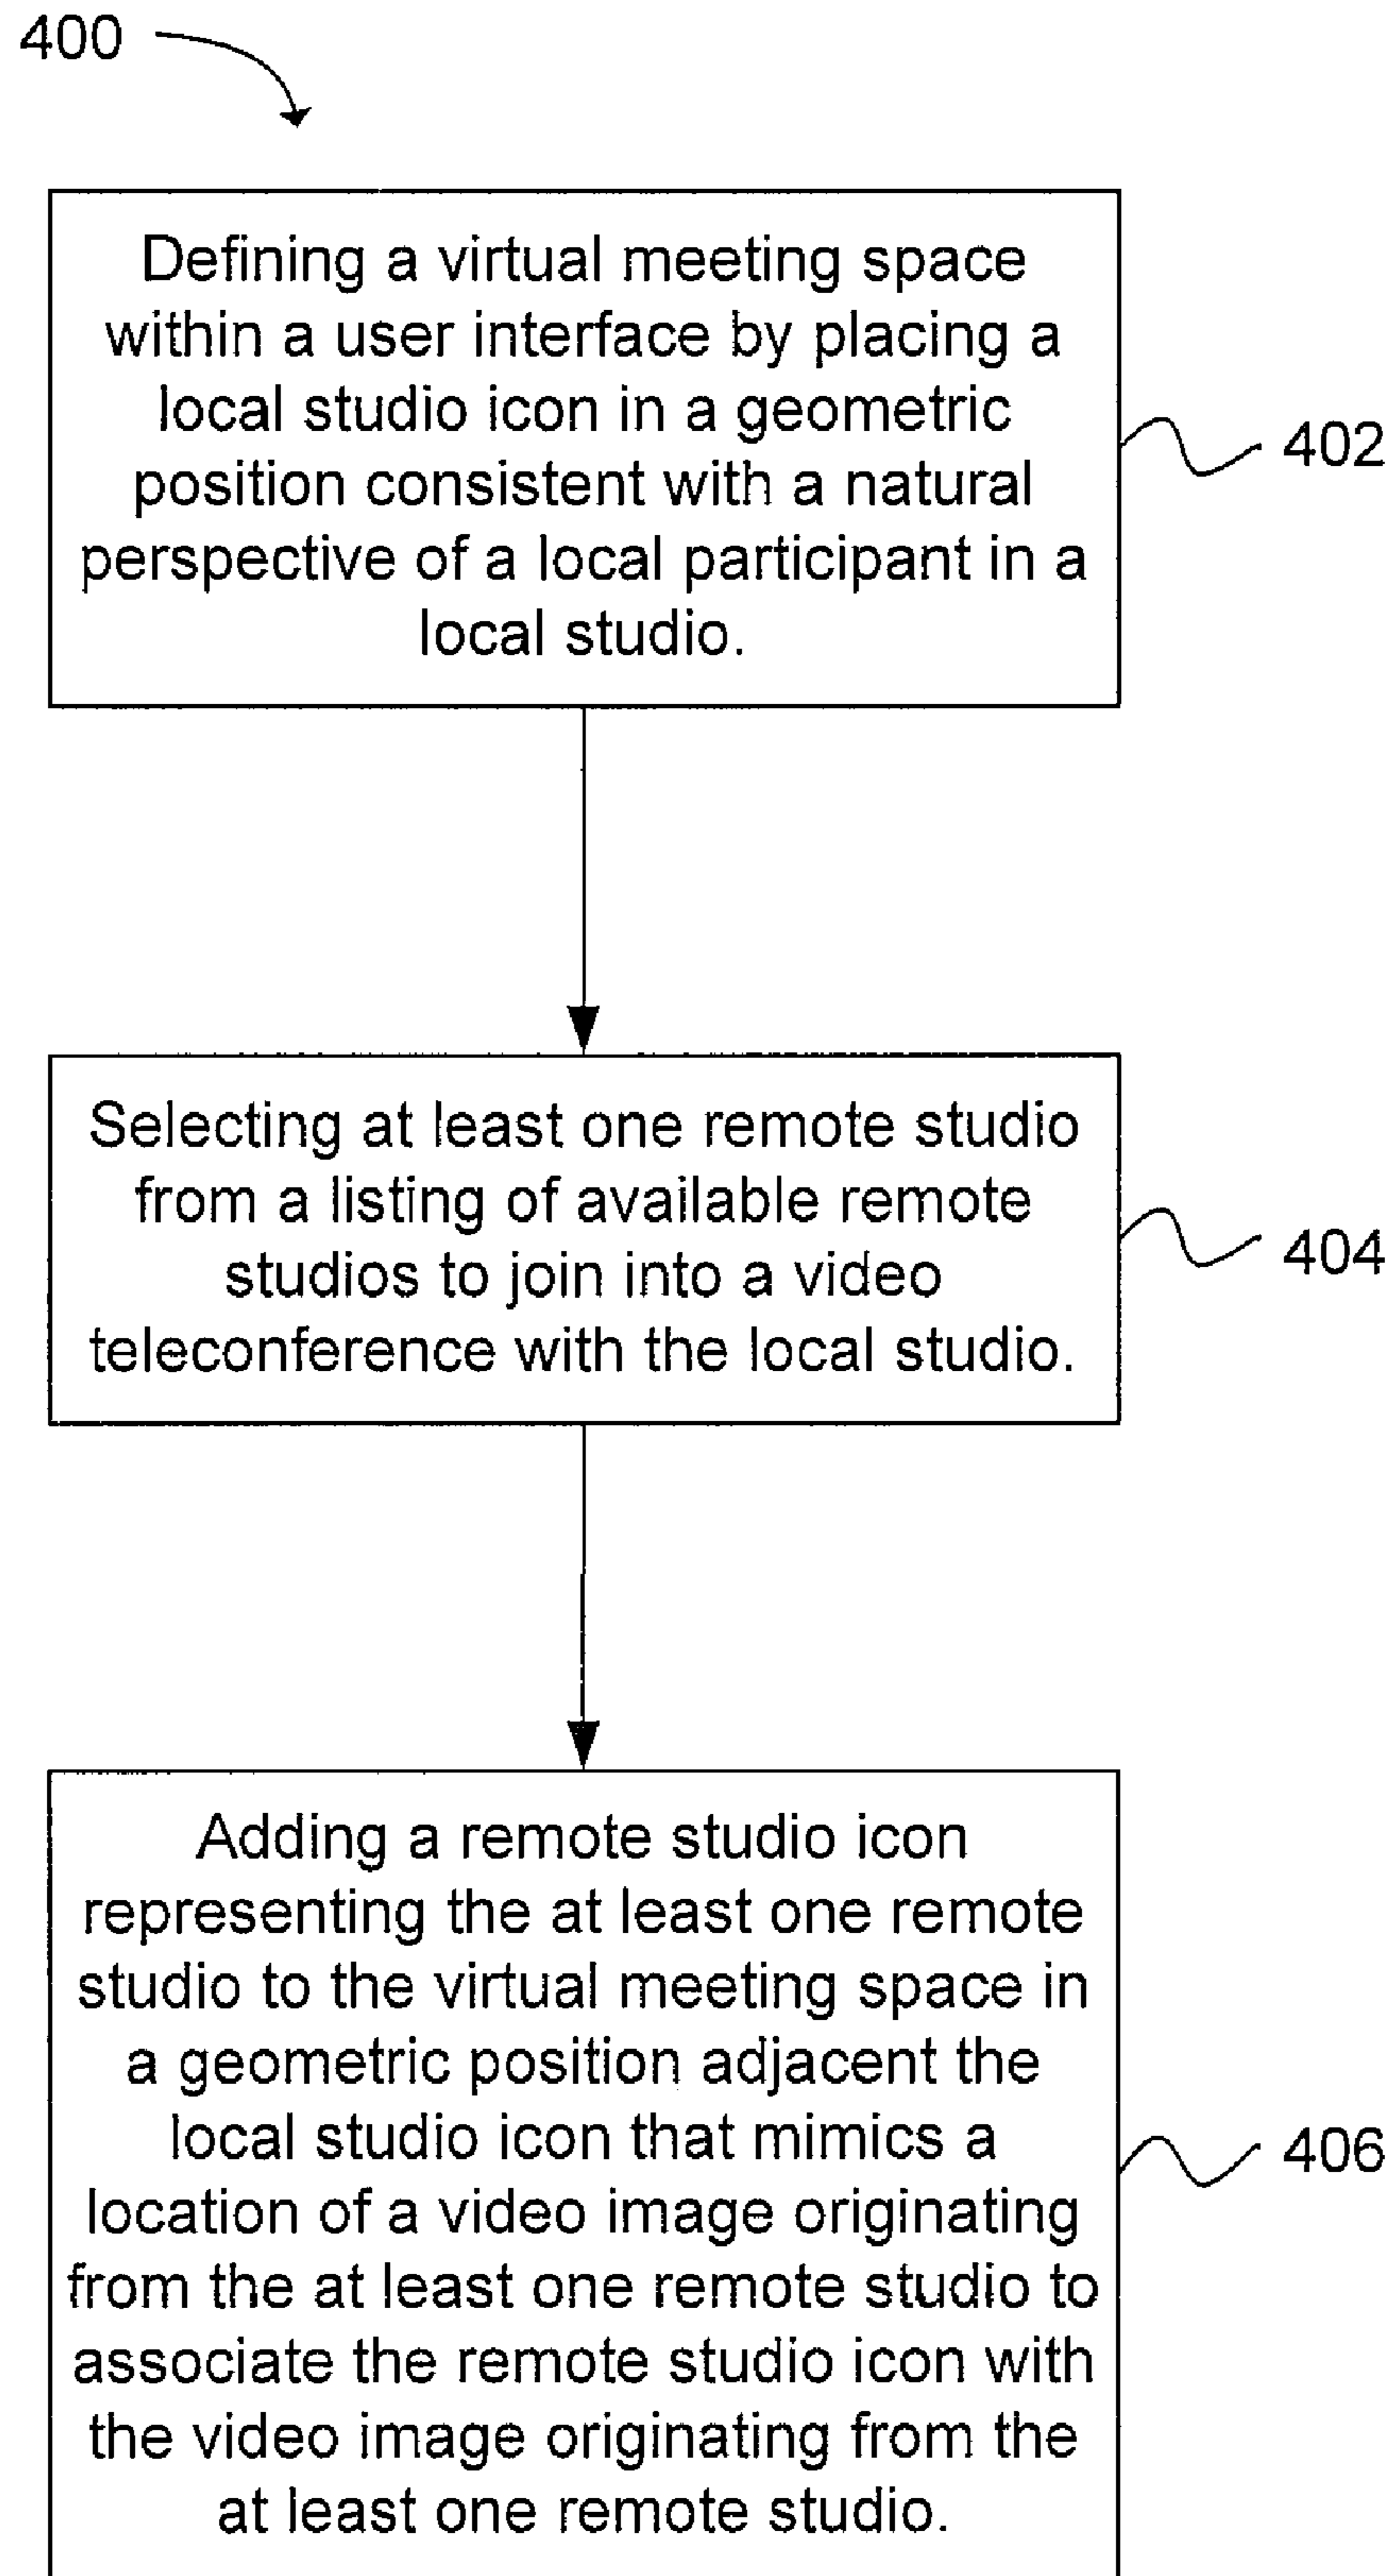 400
Defining a virtual meeting space
within a user interface by placing a
local studio icon in a geometric
position consistent with a natural
perspective of a local participant in a
local studio.
402
Selecting at least one remote studio
from a listing of available remote
studios to join into a video
teleconference with the local studio.
404
Adding a remote studio icon
representing the at least one remote
studio to the virtual meeting space in
a geometric position adjacent the
local studio icon that mimics a
location of a video image originating
from the at least one remote studio to
associate the remote studio icon with
the video image originating from the
at least one remote studio.
406